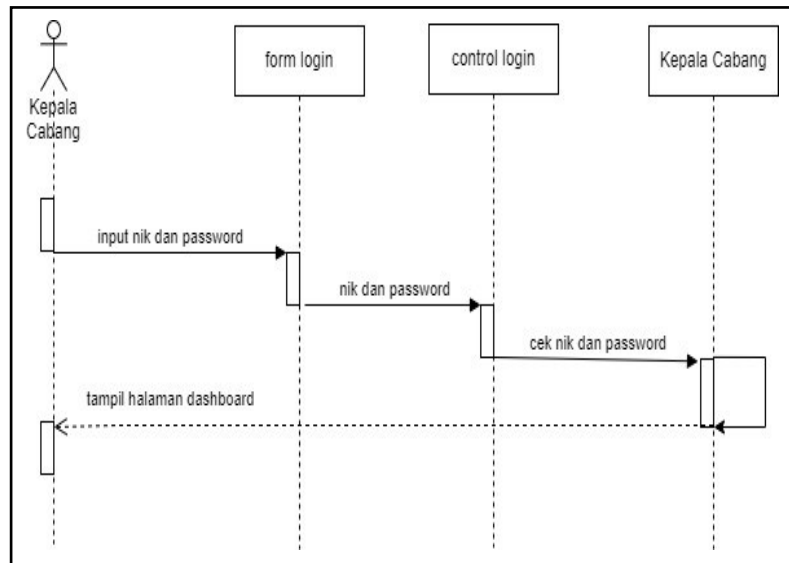 form login
control login
Kepala Cabang
Kepala
Cabang
input nik dan password
nik dan password
cek nik dan password
tampil halaman dashboard